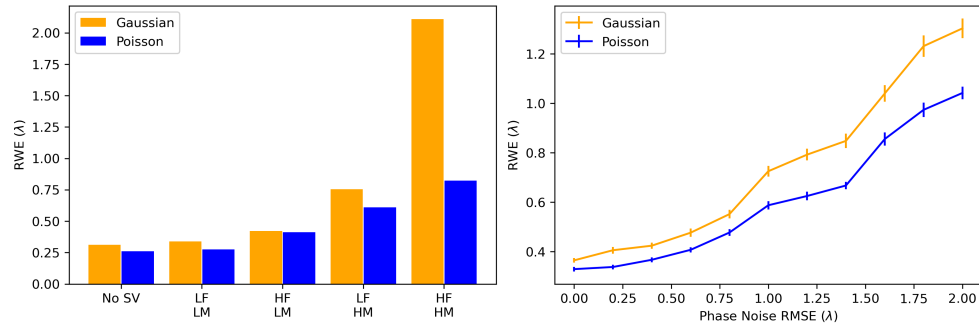 Gaussian
Poisson
RWE (λ)
2.00
1.75
1.50
1.25
1.00
0.75
0.50
0.25
0.00
No SV
LF
LM
HF
LM
LF
HM
HF
HM
Gaussian
Poisson
RWE (λ)
1.2
1.0
0.8
0.6
0.4
0.00 0.25 0.50 0.75 1.00 1.25 1.50 1.75 2.00
Phase Noise RMSE (λ)